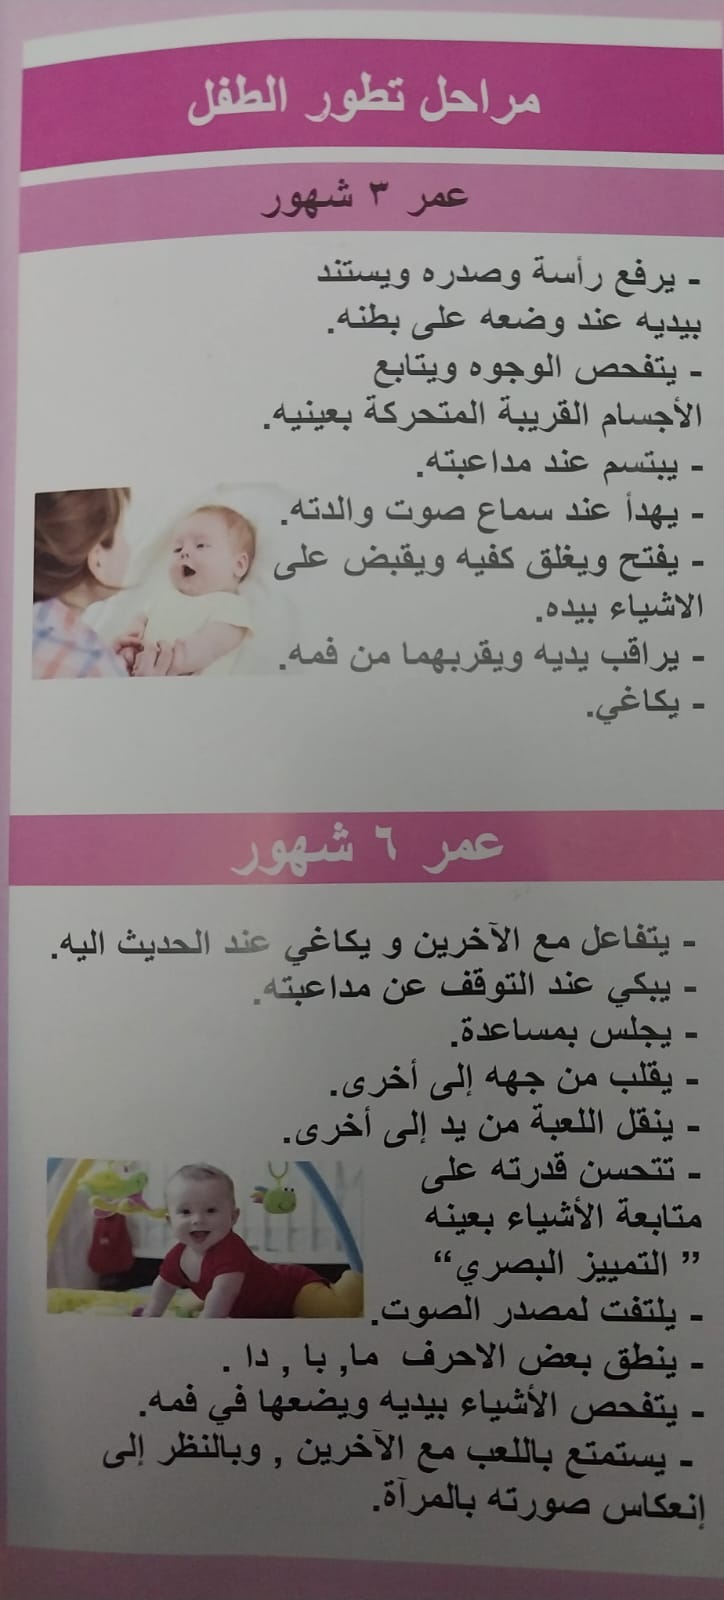 مراحل تطور الطفل
عمر ٣ شهور
- يرفع رأسة وصدره ويستند
بيديه عند وضعه على بطنه.
- يتفحص الوجوه ويتابع
الأجسام القريبة المتحركة بعينيه.
- يبتسم عند مداعبته.
- يهدأ عند سماع صوت والدته.
- يفتح ويغلق كفيه ويقبض على
الاشياء بيده.
- يراقب يديه ويقربهما من فمه.
- يكاغي.
عمر ٦ شهور
- يتفاعل مع الآخرين و يكاغي عند الحديث اليه.
- يبكي عند التوقف عن مداعبته.
- يجلس بمساعدة.
- يقلب من جهه إلى أخرى.
- ينقل اللعبة من يد إلى أخرى.
- تتحسن قدرته على
متابعة الأشياء بعينه
” التمييز البصري“
- يلتفت لمصدر الصوت.
- ينطق بعض الاحرف ما, با , دا .
- يتفحص الأشياء بيديه ويضعها في فمه.
- يستمتع باللعب مع الآخرين , وبالنظر إلى
إنعكاس صورته بالمرآة.